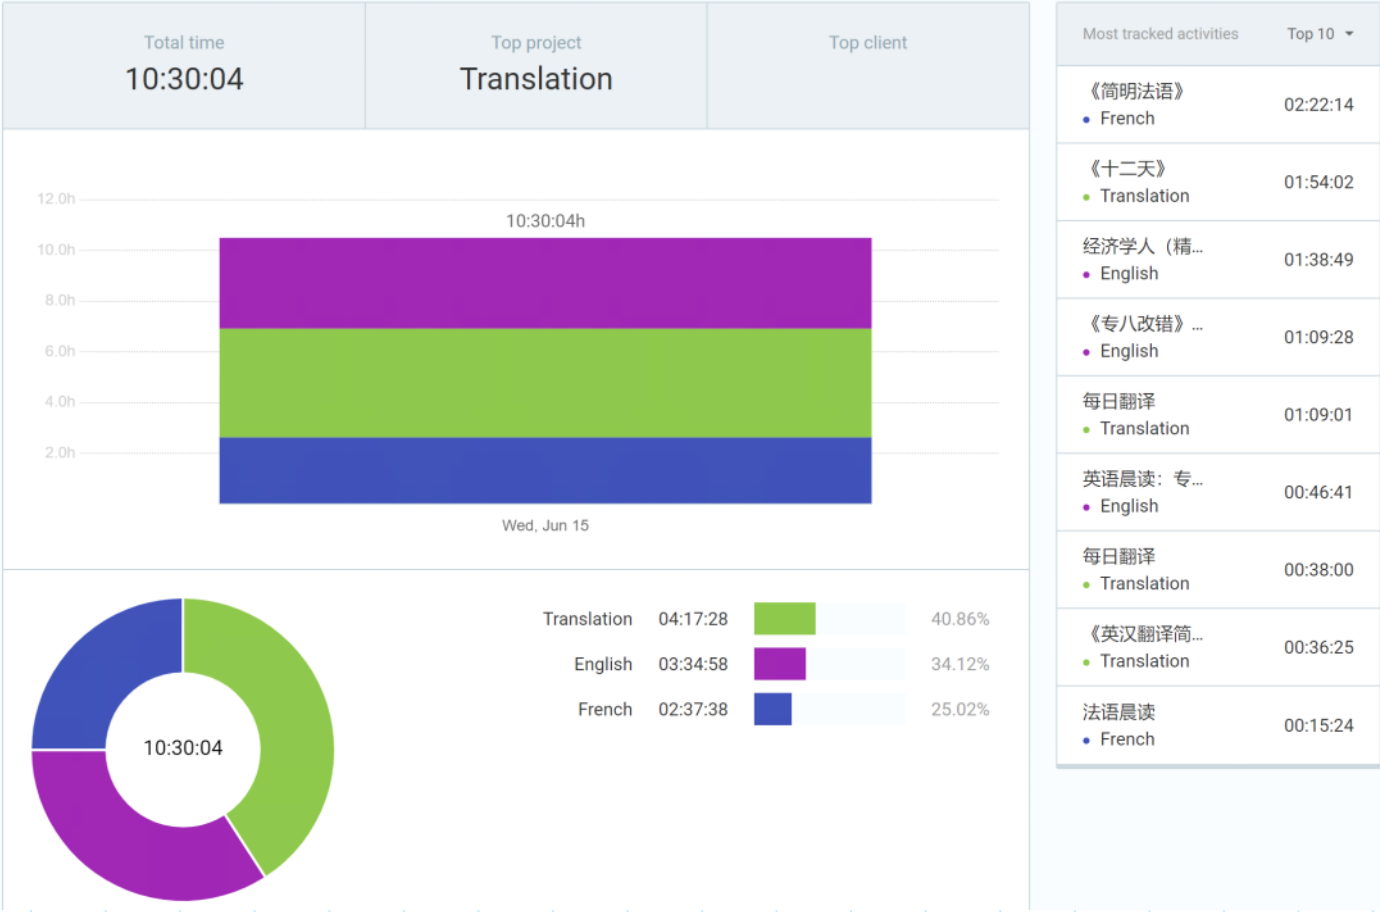 Total time
10:30:04
Top project
Translation
Top client
12.0h
10.0h
8.0h
6.0h
4.0h
2.0h
10:30:04h
Wed, Jun 15
10:30:04
Translation 04:17:28 40.86%
English 03:34:58 34.12%
French 02:37:38 25.02%
Most tracked activities Top 10
《简明法语》
French 02:22:14
《十二天》
Translation 01:54:02
经济学人（精...
English 01:38:49
《专八改错》...
English 01:09:28
每日翻译
Translation 01:09:01
英语晨读：专...
English 00:46:41
每日翻译
Translation 00:38:00
《英汉翻译简...
Translation 00:36:25
法语晨读
French 00:15:24